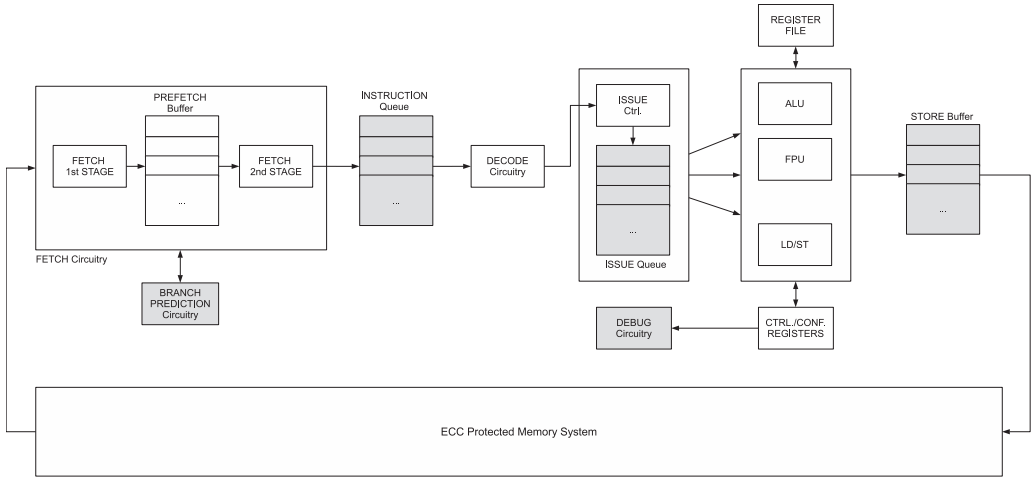 REGISTER
FILE
PREFETCH
Buffer
INSTRUCTION
Queue
ISSUE
Ctrl.
ALU
STORE Buffer
FETCH
1st STAGE
FETCH
2nd STAGE
DECODE
Circuitry
FPU
...
...
...
...
LD/ST
FETCH Circuitry
ISSUE Queue
BRANCH
PREDICTION
Circuitry
DEBUG
Circuitry
CTRL./CONF.
REGISTERS
ECC Protected Memory System